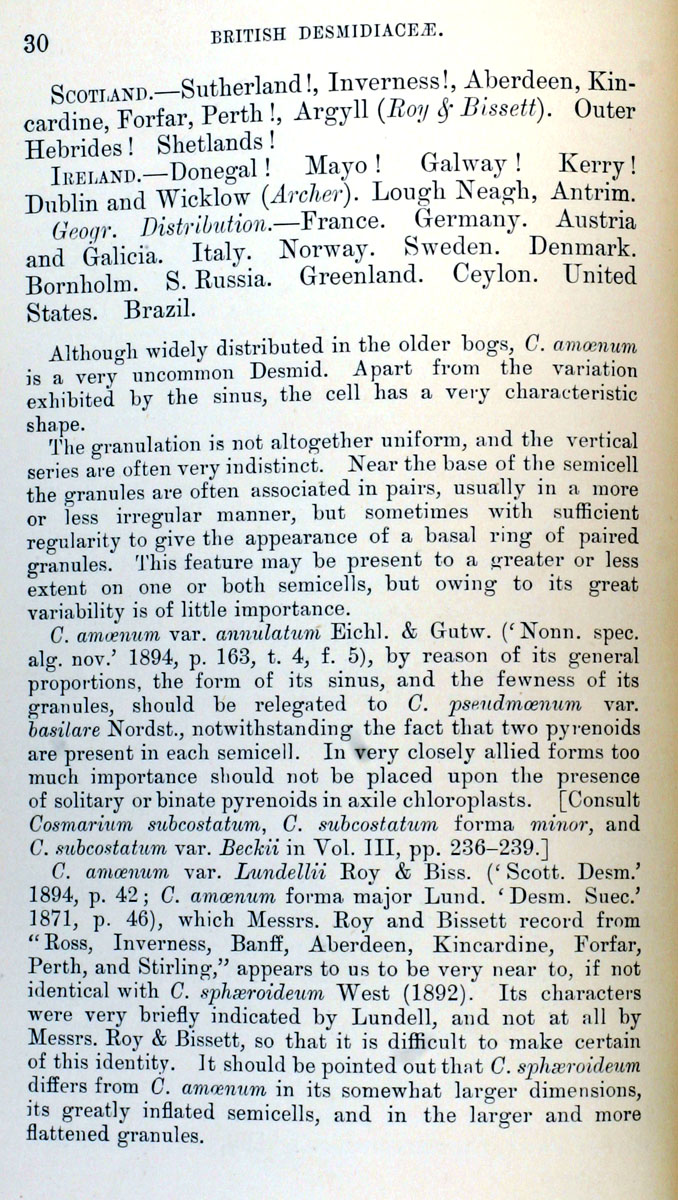 30
BRITISH DESMIDIACEÆ.
SCOTLAND.—Sutherland!, Inverness!, Aberdeen, Kin-
cardine, Forfar, Perth!, Argyll (Roy & Bissett). Outer
Hebrides! Shetlands!
IRELAND.—Donegal! Mayo! Galway! Kerry!
Dublin and Wicklow (Archer). Lough Neagh, Antrim.
Geogr. Distribution.—France. Germany. Austria
and Galicia. Italy. Norway. Sweden. Denmark.
Bornholm. S. Russia. Greenland. Ceylon. United
States. Brazil.
Although widely distributed in the older bogs, C. amœnum
is a very uncommon Desmid. Apart from the variation
exhibited by the sinus, the cell has a very characteristic
shape.
The granulation is not altogether uniform, and the vertical
series are often very indistinct. Near the base of the semicell
the granules are often associated in pairs, usually in a more
or less irregular manner, but sometimes with sufficient
regularity to give the appearance of a basal ring of paired
granules. This feature may be present to a greater or less
extent on one or both semicells, but owing to its great
variability is of little importance.
C. amœnum var. annulatum Eichl. & Gutw. ('Nonn. spec.
alg. nov.' 1894, p. 163, t. 4, f. 5), by reason of its general
proportions, the form of its sinus, and the fewness of its
granules, should be relegated to C. pseudmœnum var.
basilare Nordst., notwithstanding the fact that two pyrenoids
are present in each semicell. In very closely allied forms too
much importance should not be placed upon the presence
of solitary or binate pyrenoids in axile chloroplasts. [Consult
Cosmarium subcostatum, C. subcostatum forma minor, and
C. subcostatum var. Beckii in Vol. III, pp. 236–239.]
C. amœnum var. Lundellii Roy & Biss. ('Scott. Desm.'
1894, p. 42; C. amœnum forma major Lund. 'Desm. Suec.'
1871, p. 46), which Messrs. Roy and Bissett record from
"Ross, Inverness, Banff, Aberdeen, Kincardine, Forfar,
Perth, and Stirling," appears to us to be very near to, if not
identical with C. sphæroideum West (1892). Its characters
were very briefly indicated by Lundell, and not at all by
Messrs. Roy & Bissett, so that it is difficult to make certain
of this identity. It should be pointed out that C. sphæroideum
differs from C. amœnum in its somewhat larger dimensions,
its greatly inflated semicells, and in the larger and more
flattened granules.